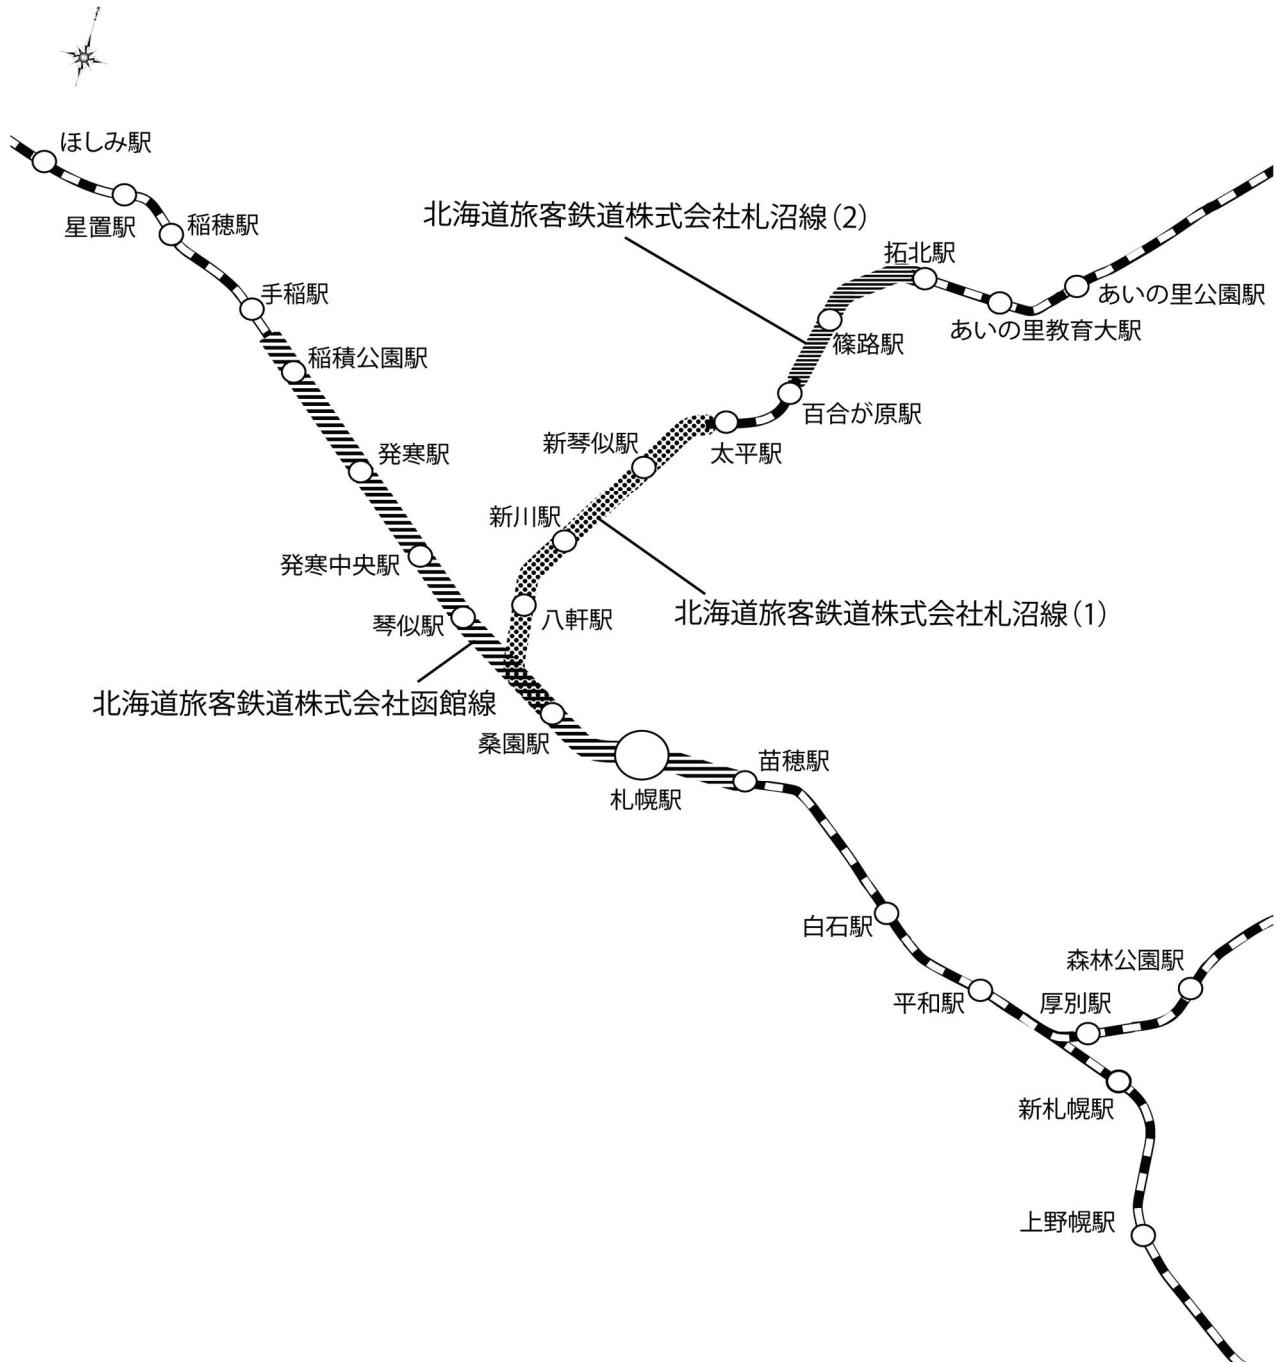 ほしみ駅
星置駅
稲穂駅
手稲駅
稲積公園駅
発寒駅
発寒中央駅
琴似駅
北海道旅客鉄道株式会社函館線
北海道旅客鉄道株式会社札沼線(2)
拓北駅
あいの里公園駅
あいの里教育大駅
篠路駅
百合が原駅
太平駅
新琴似駅
新川駅
八軒駅
北海道旅客鉄道株式会社札沼線(1)
桑園駅
札幌駅
苗穂駅
白石駅
平和駅
森林公園駅
厚別駅
新札幌駅
上野幌駅